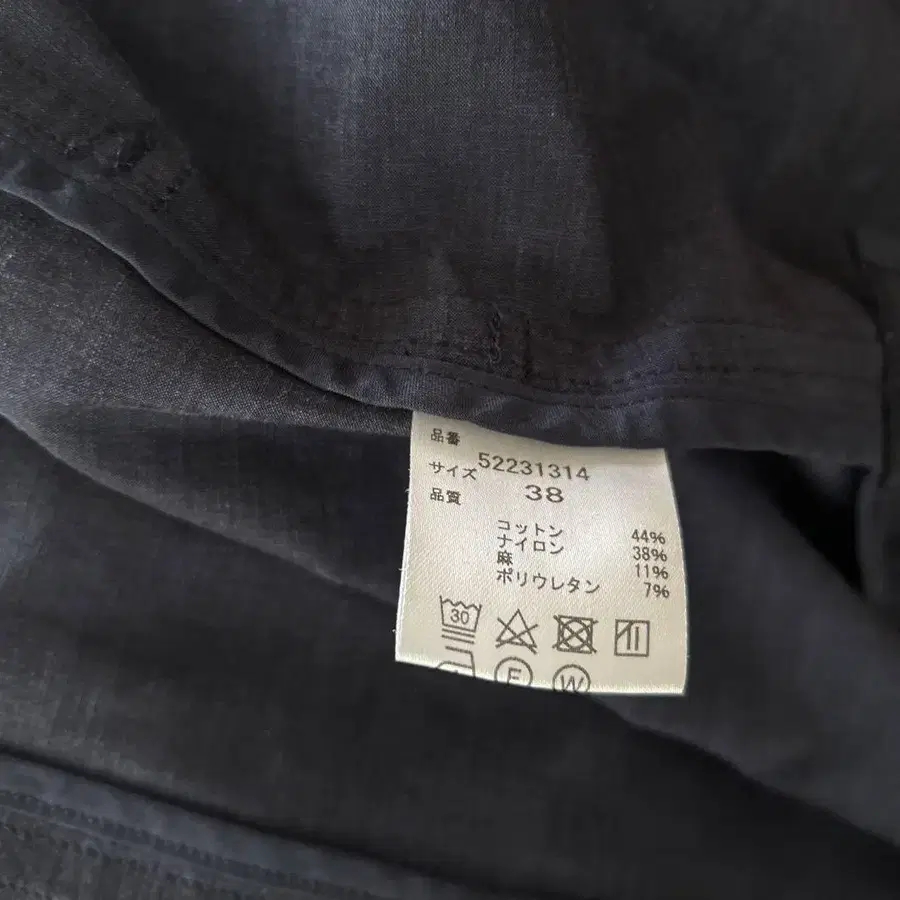 品番 52231314
サイズ 38
品質
コットン 44%
ナイロン 38%
麻 11%
ポリウレタン 7%
30
F W